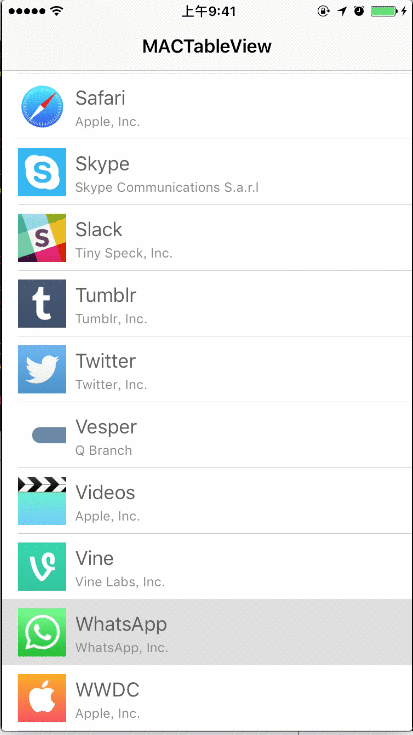 上午9:41
MACTableView
Safari
Apple, Inc.
Skype
Skype Communications S.a.r.l
Slack
Tiny Speck, Inc.
Tumblr
Tumblr, Inc.
Twitter
Twitter, Inc.
Vesper
Q Branch
Videos
Apple, Inc.
Vine
Vine Labs, Inc.
WhatsApp
WhatsApp, Inc.
WWDC
Apple, Inc.